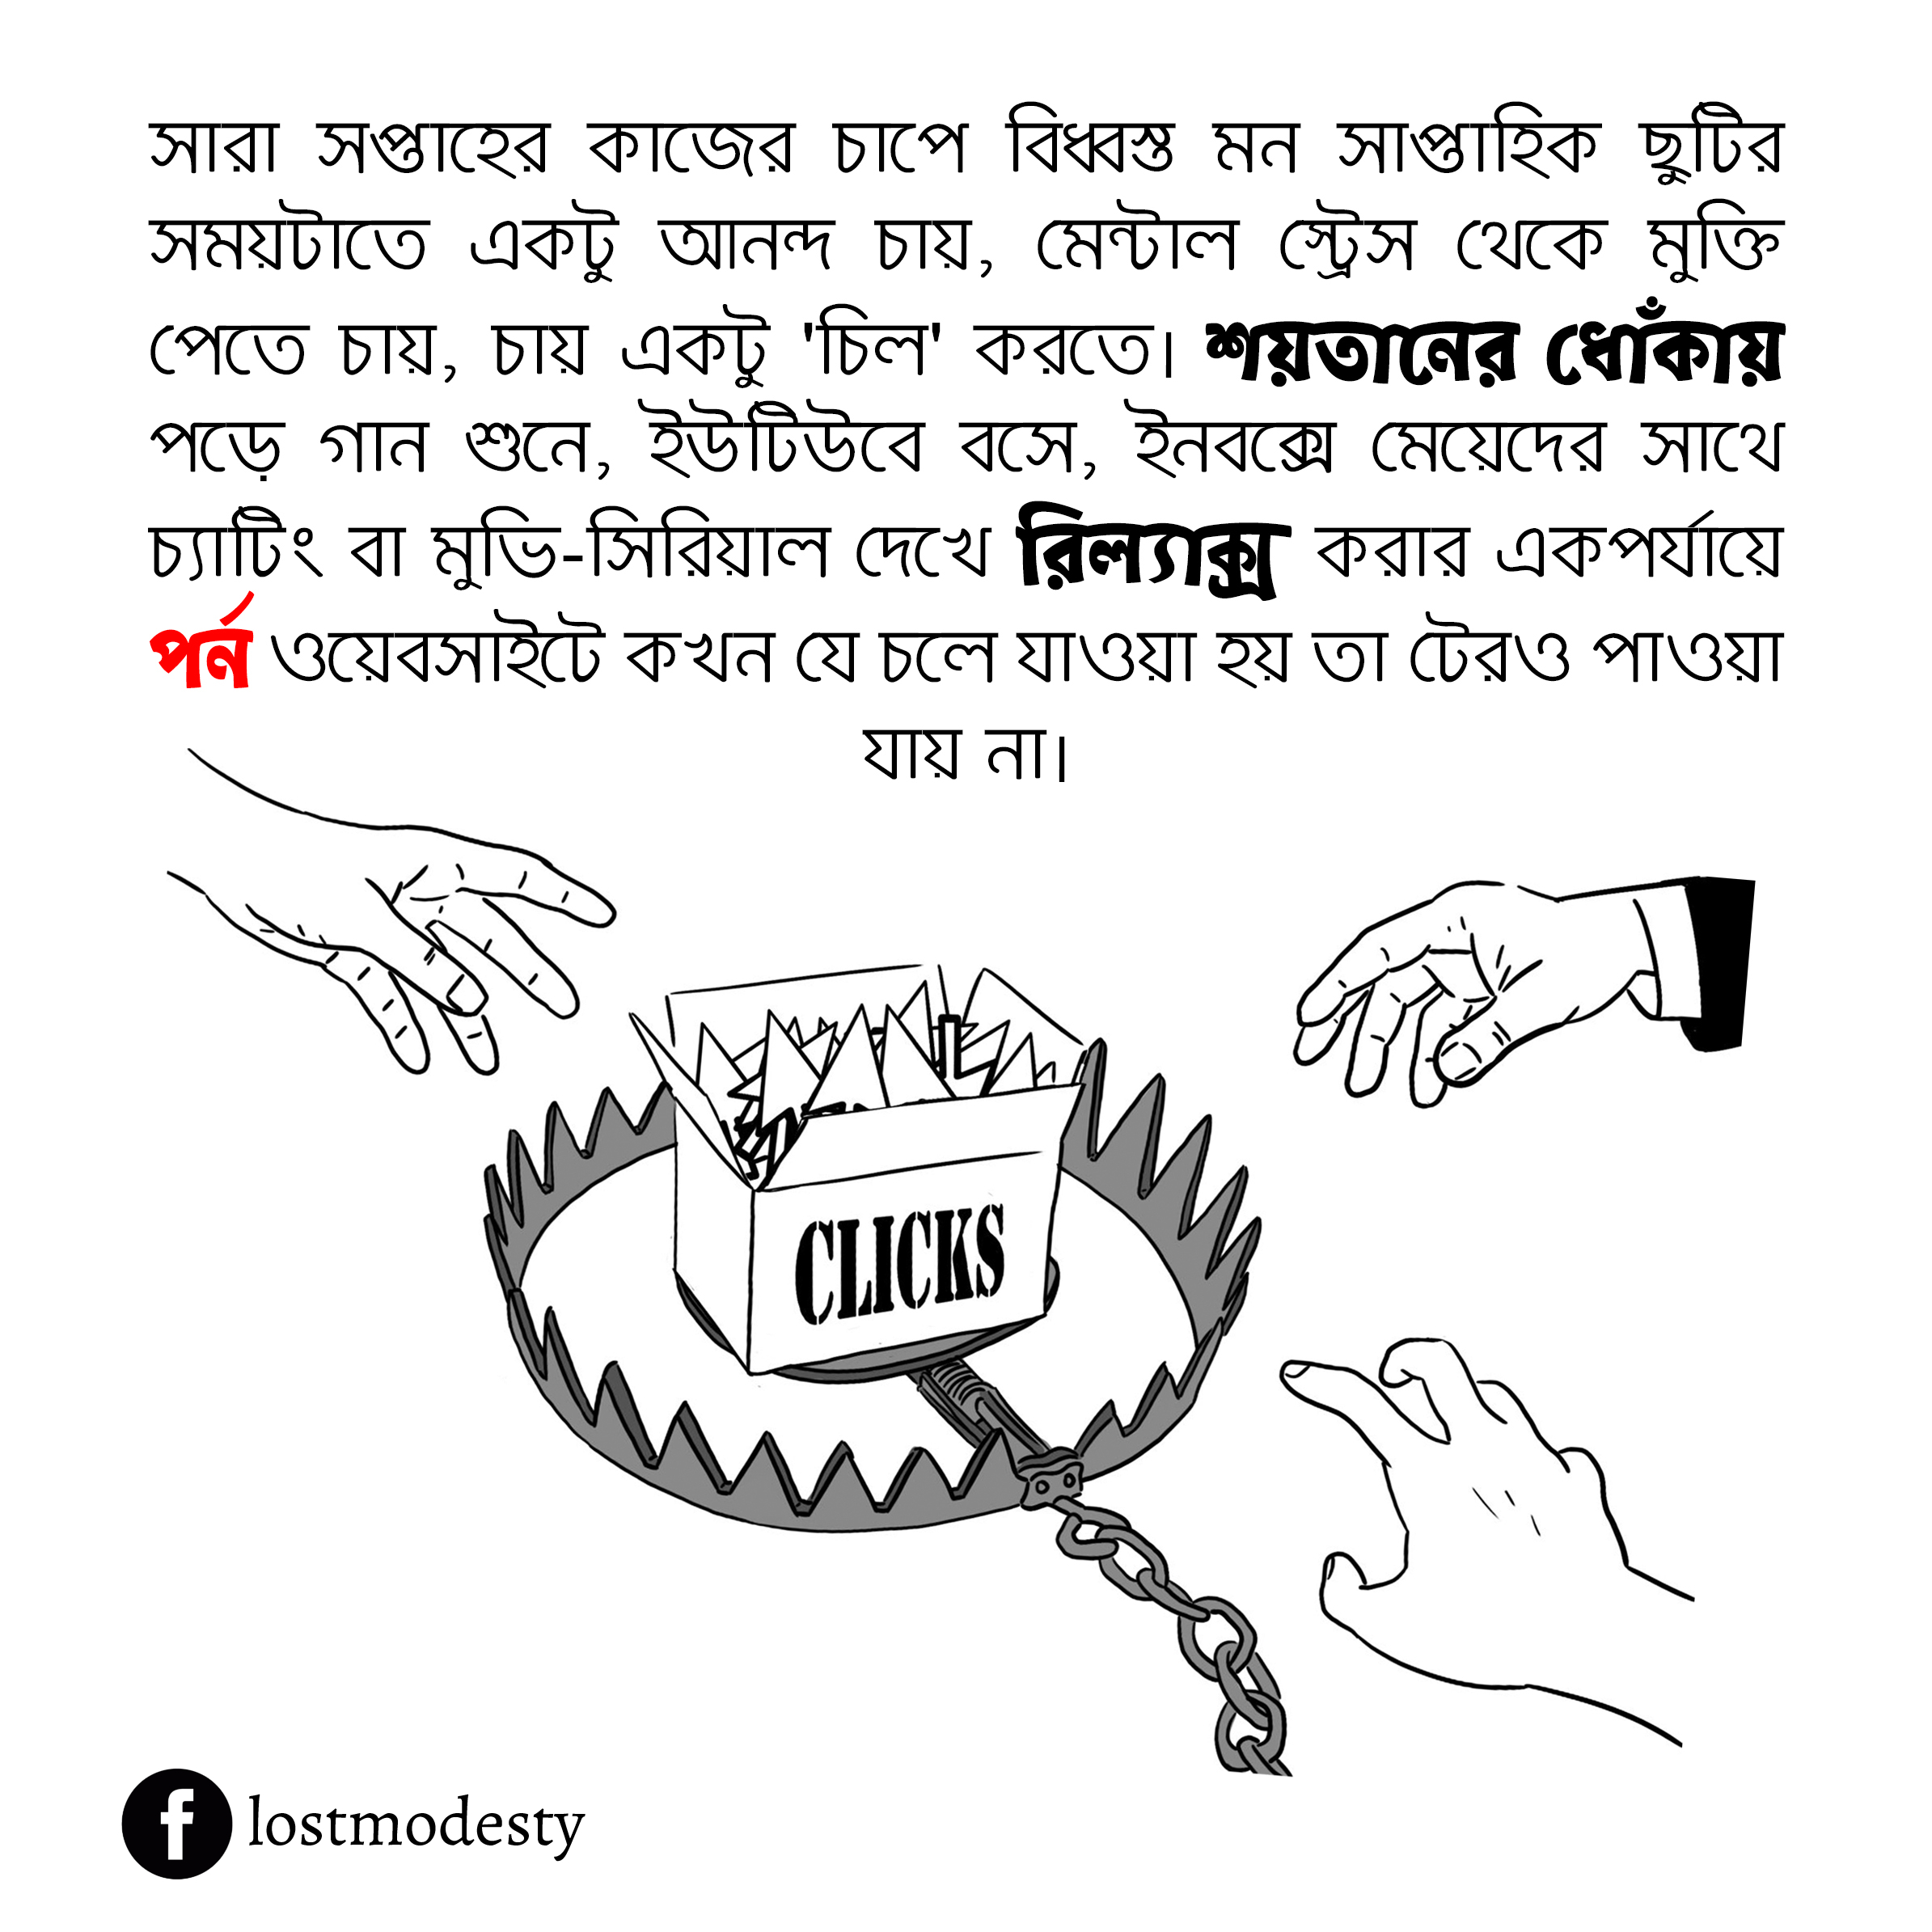 সারা সপ্তাহের কাজের চাপে বিধ্বস্ত মন সাপ্তাহিক ছুটির
সময়টাতে একটু আনন্দ চায়, মেন্টাল স্ট্রেস থেকে মুক্তি
পেতে চায়, চায় একটু 'চিল' করতে। শয়তানের ধোঁকায়
পড়ে গান শুনে, ইউটিউবে বসে, ইনবক্সে মেয়েদের সাথে
চ্যাটিং বা মুভি-সিরিয়াল দেখে রিল্যাক্স করার একপর্যায়ে
পর্ন ওয়েবসাইটে কখন যে চলে যাওয়া হয় তা টেরও পাওয়া
যায় না।
CLICKS
lostmodesty